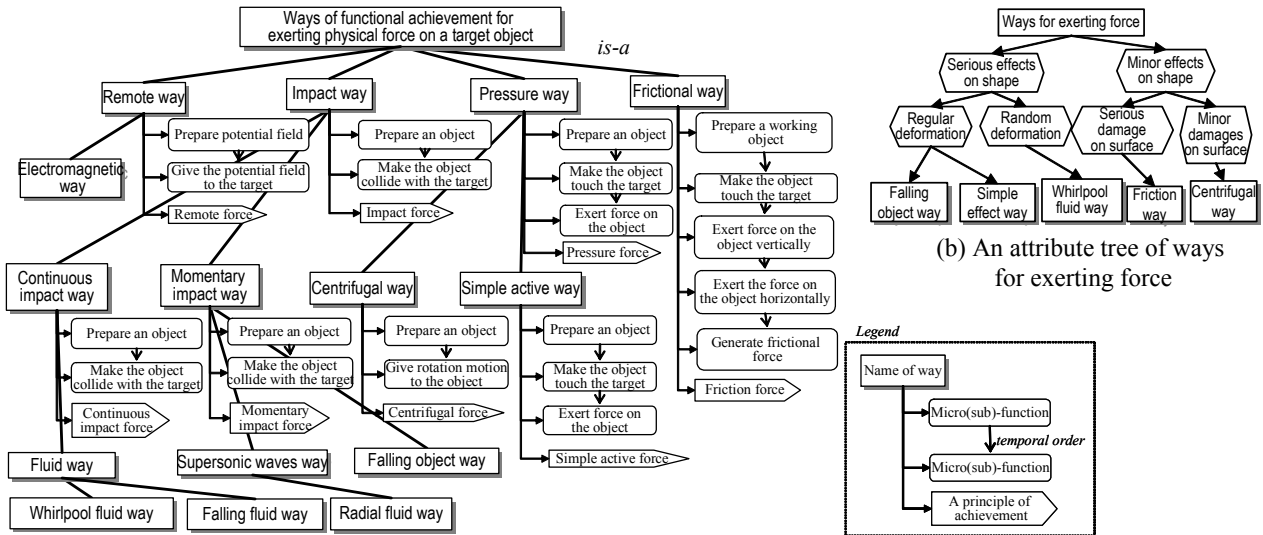 Ways of functional achievement for
exerting physical force on a target object
is-a
Remote way
Impact way
Pressure way
Frictional way
Prepare potential field
Give the potential field
to the target
Remote force
Electromagnetic
way
Prepare an object
Make the object
collide with the target
Impact force
Prepare an object
Make the object
touch the target
Exert force on
the object
Pressure force
Prepare a working
object
Make the object
touch the target
Exert force on the
object vertically
Exert the force on
the object horizontally
Generate frictional
force
Friction force
Continuous
impact way
Momentary
impact way
Centrifugal way
Simple active way
Prepare an object
Make the object
collide with the target
Continuous
impact force
Prepare an object
Make the object
collide with the target
Momentary
impact force
Prepare an object
Give rotation motion
to the object
Centrifugal force
Prepare an object
Make the object
touch the target
Exert force on
the object
Simple active force
Fluid way
Supersonic waves way
Falling object way
Whirlpool fluid way
Falling fluid way
Radial fluid way
Ways for exerting force
Serious effects
on shape
Minor effects
on shape
Regular
deformation
Random
deformation
Serious
damage
on surface
Minor
damages
on surface
Falling
object way
Simple
effect way
Whirlpool
fluid way
Friction
way
Centrifugal
way
(b) An attribute tree of ways
for exerting force
Legend
Name of way
Micro(sub)-function
temporal order
Micro(sub)-function
A principle of
achievement